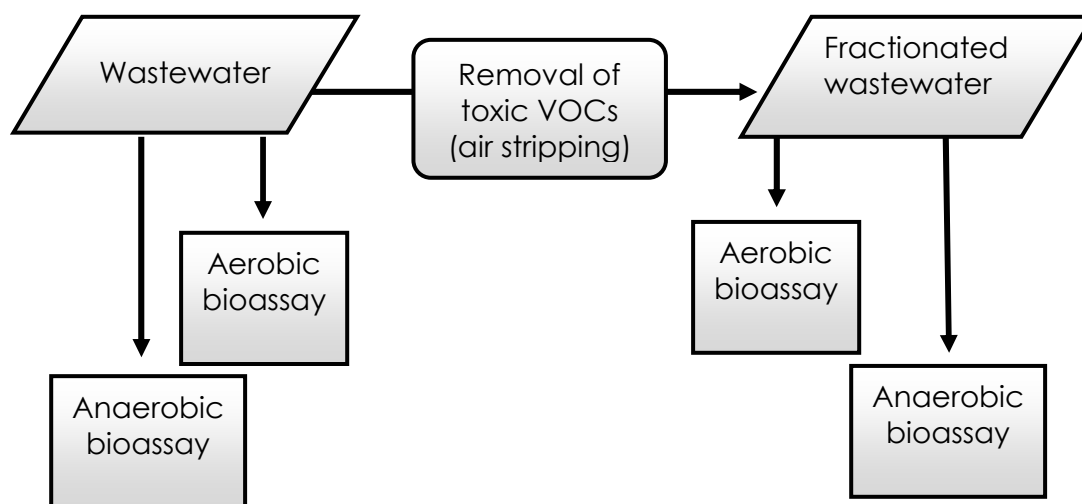 Wastewater
Removal of
toxic VOCs
(air stripping)
Fractionated
wastewater
Aerobic
bioassay
Anaerobic
bioassay
Aerobic
bioassay
Anaerobic
bioassay